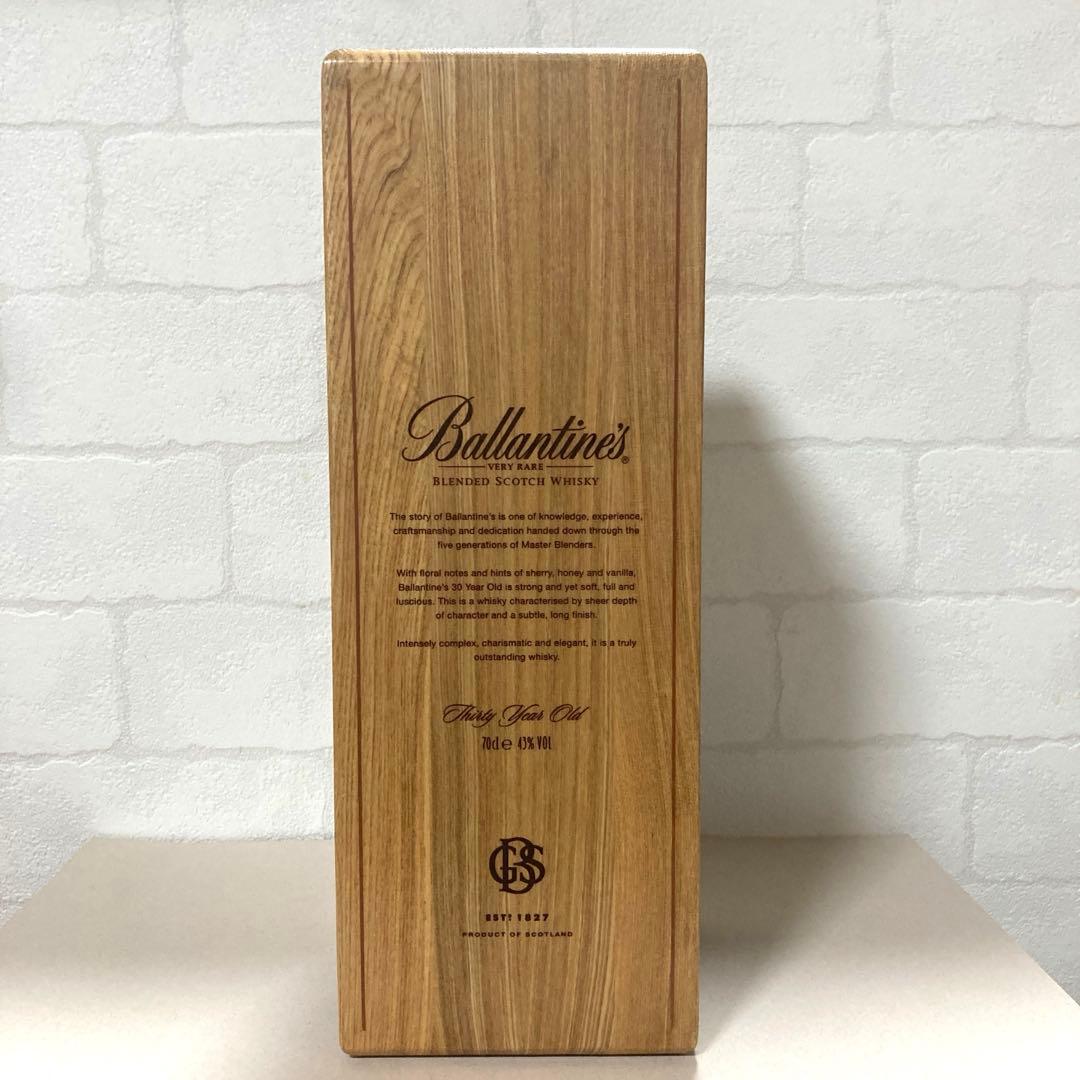 Ballantine's®
VERY RARE
BLENDED SCOTCH WHISKY
The story of Ballantine's is one of knowledge, experience,
craftsmanship and dedication handed down through the
five generations of Master Blenders.
With floral notes and hints of sherry, honey and vanilla,
Ballantine's 30 Year Old is strong and yet soft, full and
luscious. This is a whisky characterised by sheer depth
of character and a subtle, long finish.
Intensely complex, charismatic and elegant, it is a truly
outstanding whisky.
Thirty Year Old
70cl e 43% VOL
GBS
ESTD 1827
PRODUCT OF SCOTLAND